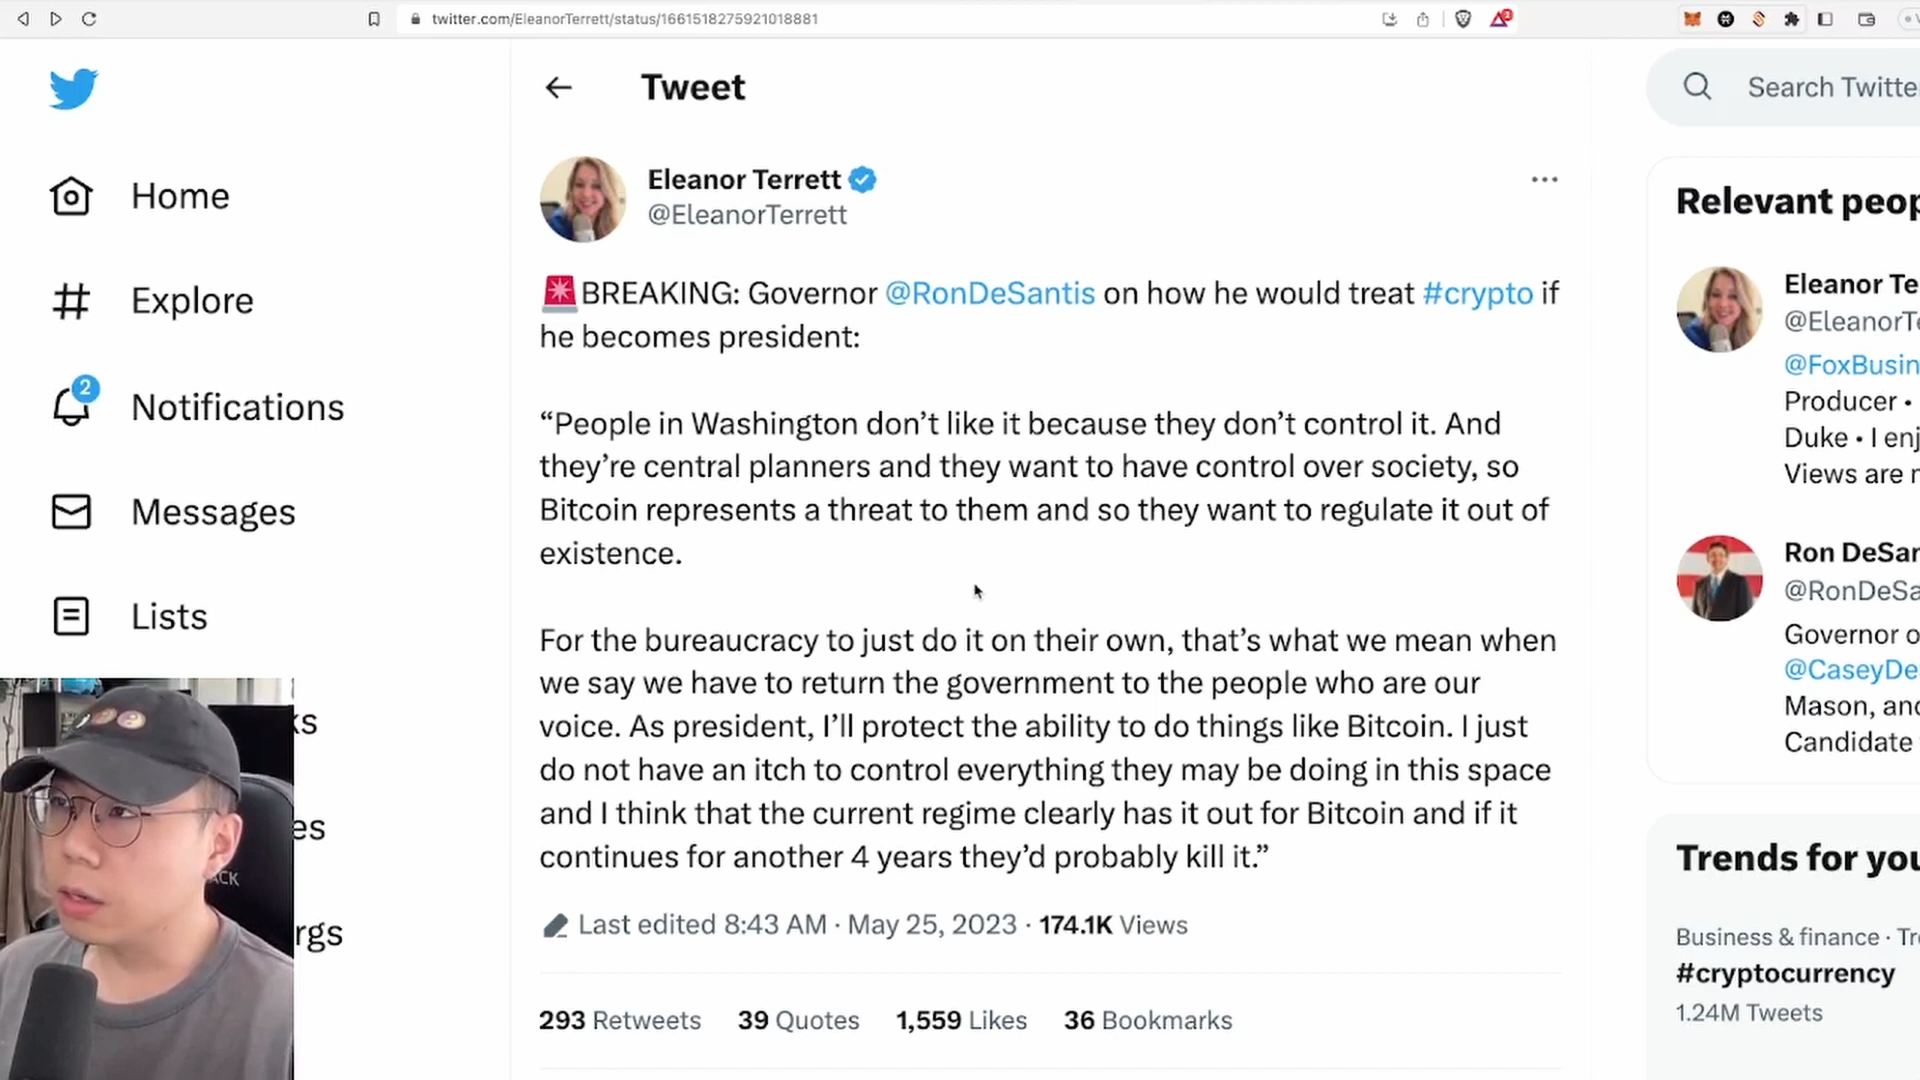 twitter.com/EleanorTerrett/status/1661518275921018881
Tweet
Search Twitte
Home
Explore
2
Notifications
Messages
Lists
ks
es
rgs
ACK
Eleanor Terrett
@EleanorTerrett
BREAKING: Governor @RonDeSantis on how he would treat #crypto if
he becomes president:
“People in Washington don’t like it because they don’t control it. And
they’re central planners and they want to have control over society, so
Bitcoin represents a threat to them and so they want to regulate it out of
existence.
For the bureaucracy to just do it on their own, that’s what we mean when
we say we have to return the government to the people who are our
voice. As president, I’ll protect the ability to do things like Bitcoin. I just
do not have an itch to control everything they may be doing in this space
and I think that the current regime clearly has it out for Bitcoin and if it
continues for another 4 years they’d probably kill it.”
Last edited 8:43 AM · May 25, 2023 · 174.1K Views
293 Retweets 39 Quotes 1,559 Likes 36 Bookmarks
Relevant peop
Eleanor Te
@EleanorTe
@FoxBusin
Producer •
Duke • I enj
Views are n
Ron DeSan
@RonDeSa
Governor o
@CaseyDe
Mason, and
Candidate
Trends for you
Business & finance · Tre
#cryptocurrency
1.24M Tweets